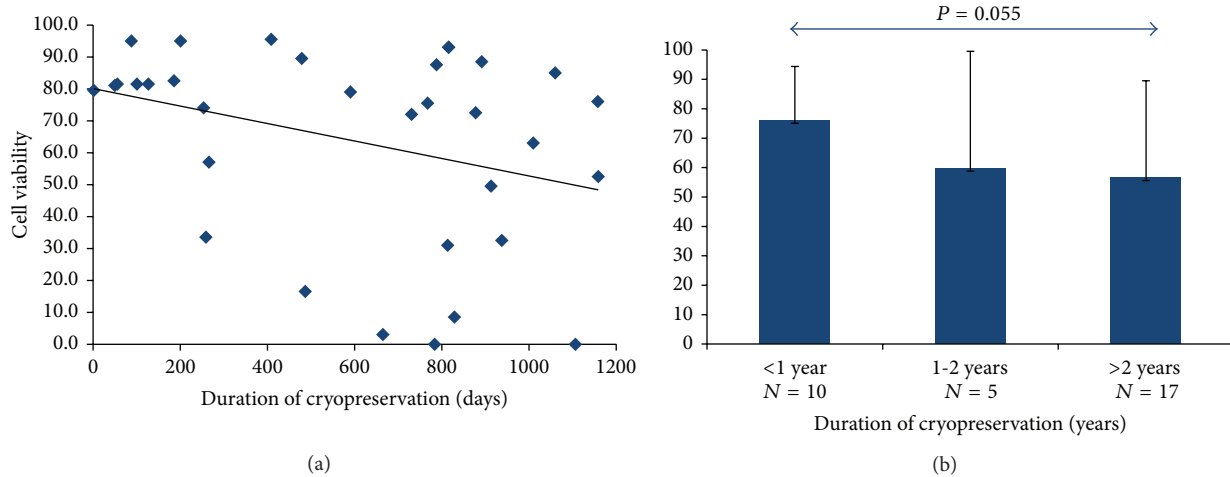 100.0
90.0
80.0
70.0
60.0
50.0
40.0
30.0
20.0
10.0
0.0
Cell viability
0 200 400 600 800 1000 1200
Duration of cryopreservation (days)
(a)
P = 0.055
100
90
80
70
60
50
40
30
20
10
0
<1 year 1-2 years >2 years
N = 10 N = 5 N = 17
Duration of cryopreservation (years)
(b)